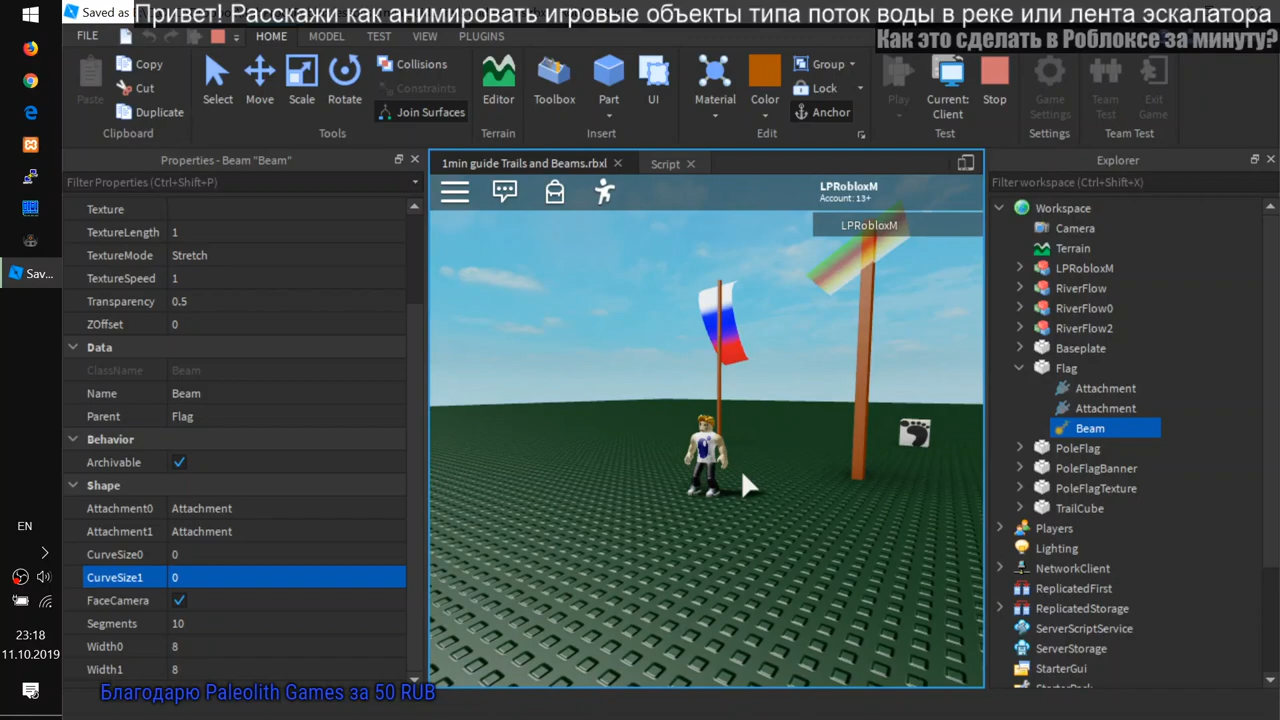 Saved as
Привет! Расскажи как анимировать игровые объекты типа поток воды в реке или лента эскалатора
Как это сделать в Роблоксе за минуту?
FILE
HOME
MODEL
TEST
VIEW
PLUGINS
Paste
Copy
Cut
Duplicate
Clipboard
Select
Move
Scale
Rotate
Collisions
Constraints
Join Surfaces
Tools
Editor
Terrain
Toolbox
Part
UI
Insert
Material
Color
Group
Lock
Anchor
Edit
Play
Current:
Client
Stop
Test
Game
Settings
Settings
Team
Test
Exit
Game
Team Test
Properties - Beam "Beam"
Filter Properties (Ctrl+Shift+P)
Texture
TextureLength 1
TextureMode Stretch
TextureSpeed 1
Transparency 0.5
ZOffset 0
Data
ClassName Beam
Name Beam
Parent Flag
Behavior
Archivable
Shape
Attachment0 Attachment
Attachment1 Attachment
CurveSize0 0
CurveSize1 0
FaceCamera
Segments 10
Width0 8
Width1 8
1min guide Trails and Beams.rbxl
Script
LPRobloxM
Account: 13+
LPRobloxM
Explorer
Filter workspace (Ctrl+Shift+X)
Workspace
Camera
Terrain
LPRobloxM
RiverFlow
RiverFlow0
RiverFlow2
Baseplate
Flag
Attachment
Attachment
Beam
PoleFlag
PoleFlagBanner
PoleFlagTexture
TrailCube
Players
Lighting
NetworkClient
ReplicatedFirst
ReplicatedStorage
ServerScriptService
ServerStorage
StarterGui
Sav...
EN
23:18
11.10.2019
Благодарю Paleolith Games за 50 RUB